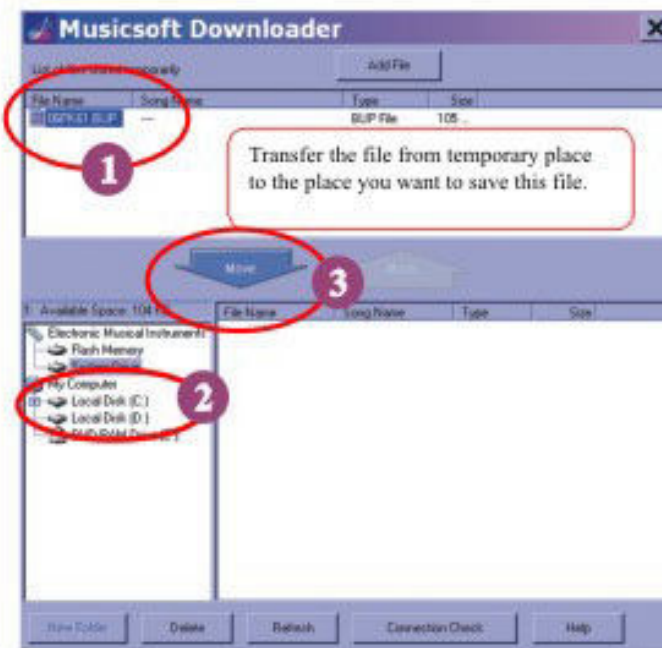 Musicsoft Downloader
Add File
File Name Song Name Type Size
--- BUP File 105 ...
1
Transfer the file from temporary place
to the place you want to save this file.
Move
3
Available Space: 104
File Name Song Name Type Size
Electronic Musical Instruments
Flash Memory
My Computer
Local Disk (C:)
2
Local Disk (D:)
New Folder Delete Refresh Connection Check Help